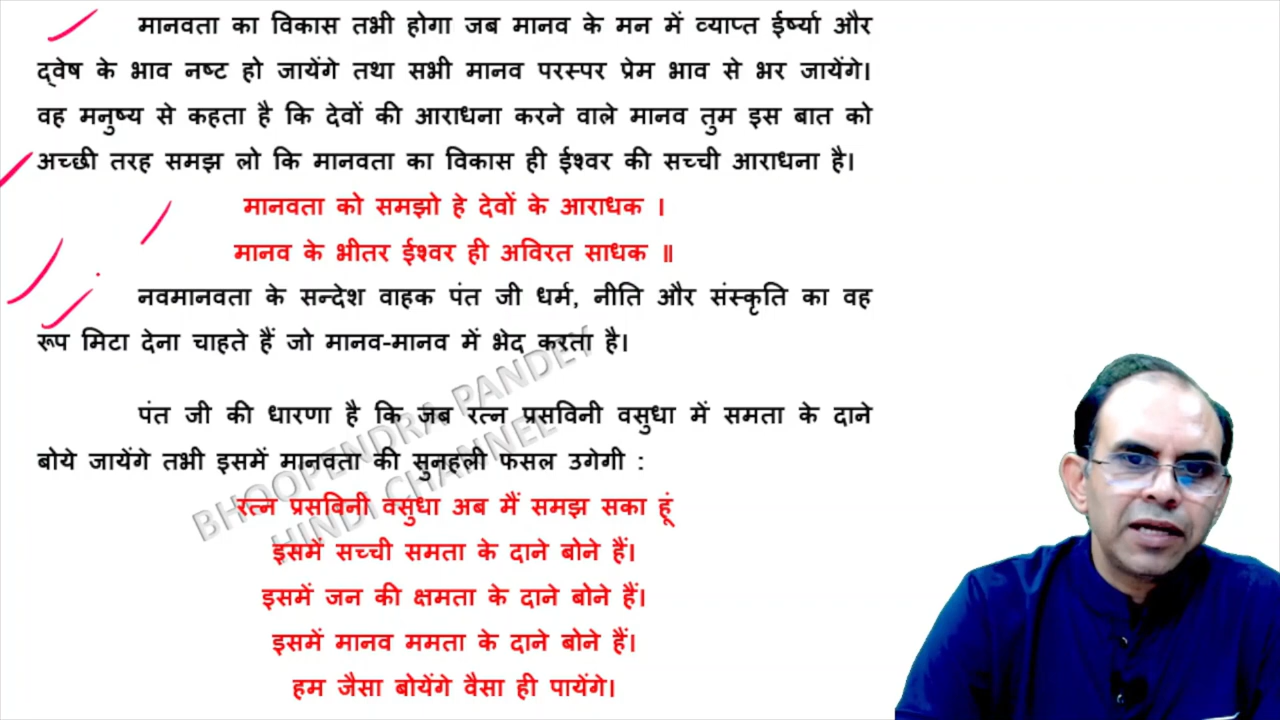 मानवता का विकास तभी होगा जब मानव के मन में व्याप्त ईर्ष्या और
द्वेष के भाव नष्ट हो जायेंगे तथा सभी मानव परस्पर प्रेम भाव से भर जायेंगे।
वह मनुष्य से कहता है कि देवों की आराधना करने वाले मानव तुम इस बात को
अच्छी तरह समझ लो कि मानवता का विकास ही ईश्वर की सच्ची आराधना है।
मानवता को समझो हे देवों के आराधक ।
मानव के भीतर ईश्वर ही अविरत साधक ॥
नवमानवता के सन्देश वाहक पंत जी धर्म, नीति और संस्कृति का वह
रूप मिटा देना चाहते हैं जो मानव-मानव में भेद करता है।
पंत जी की धारणा है कि जब रत्न प्रसविनी वसुधा में समता के दाने
बोये जायेंगे तभी इसमें मानवता की सुनहली फसल उगेगी :
रत्न प्रसविनी वसुधा अब मैं समझ सका हूं
इसमें सच्ची समता के दाने बोने हैं।
इसमें जन की क्षमता के दाने बोने हैं।
इसमें मानव ममता के दाने बोने हैं।
हम जैसा बोयेंगे वैसा ही पायेंगे।
BHOOPENDRA PANDEY
HINDI CHANNEL